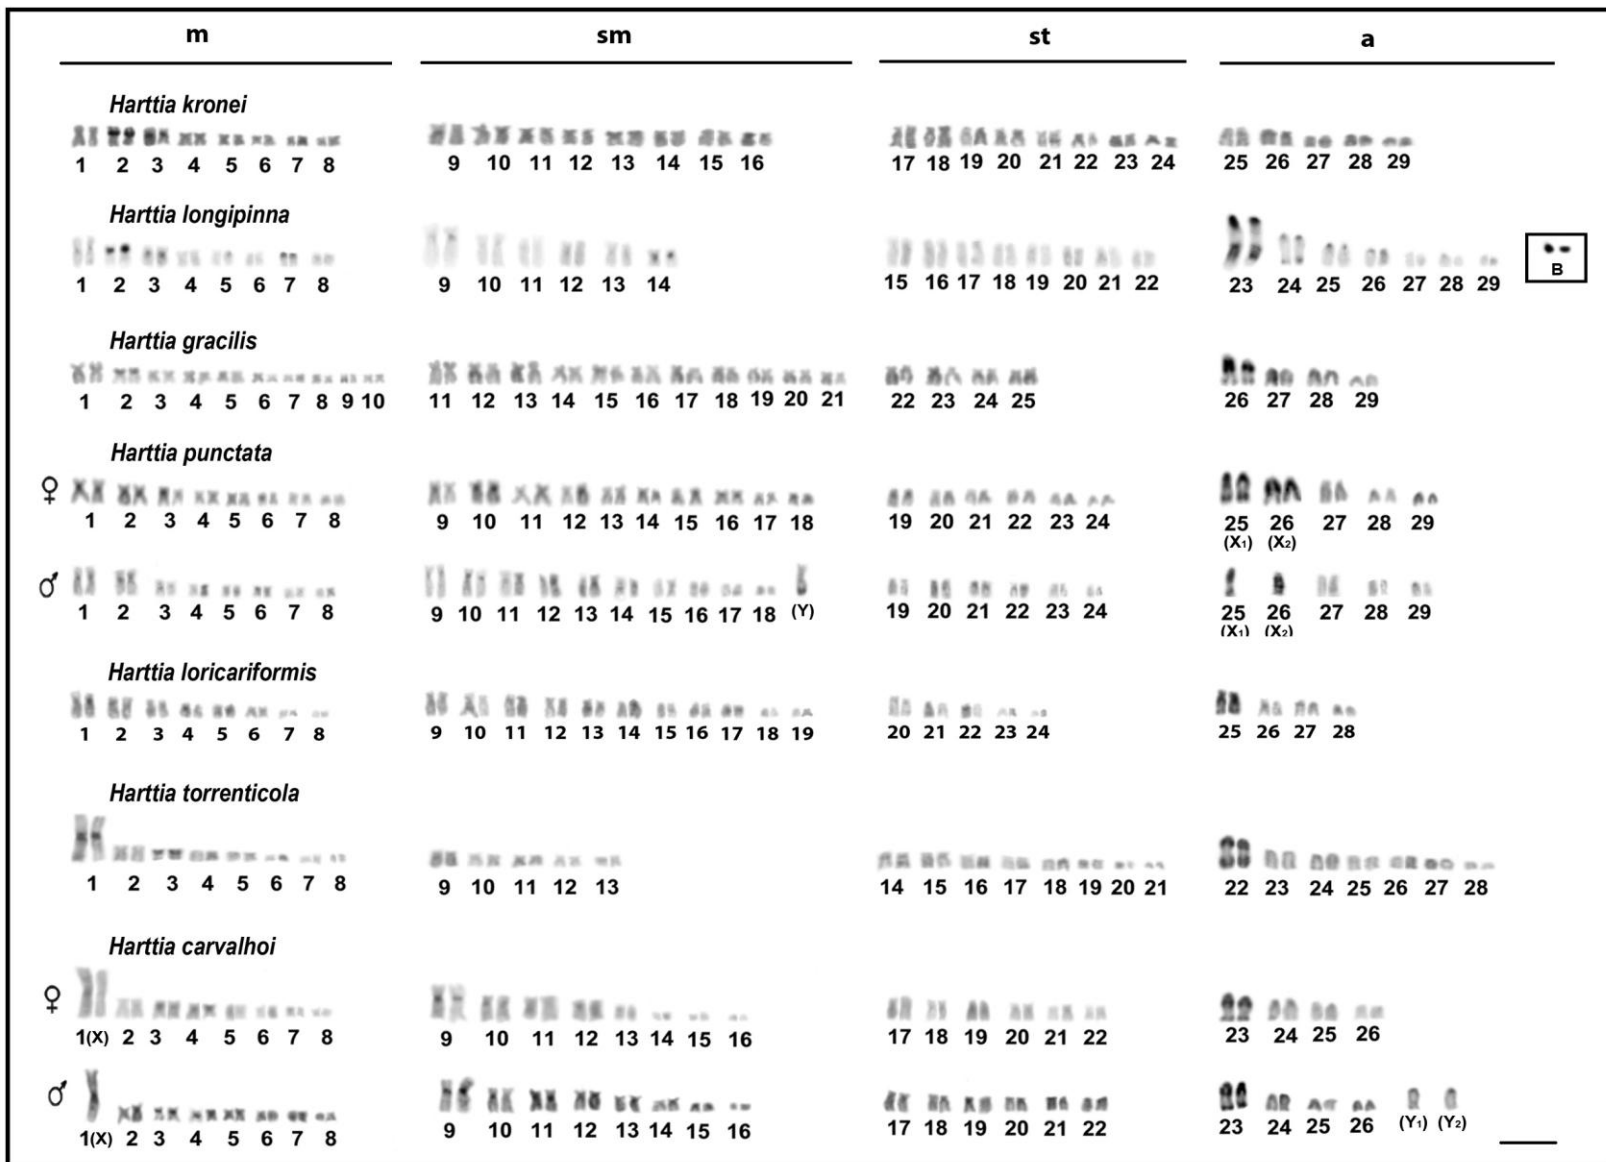 m sm st a
Harttia kronei
1 2 3 4 5 6 7 8 9 10 11 12 13 14 15 16 17 18 19 20 21 22 23 24 25 26 27 28 29
Harttia longipinna
1 2 3 4 5 6 7 8 9 10 11 12 13 14 15 16 17 18 19 20 21 22 23 24 25 26 27 28 29 B
Harttia gracilis
1 2 3 4 5 6 7 8 9 10 11 12 13 14 15 16 17 18 19 20 21 22 23 24 25 26 27 28 29
Harttia punctata
♀
1 2 3 4 5 6 7 8 9 10 11 12 13 14 15 16 17 18 19 20 21 22 23 24 25 26 27 28 29
(X₁) (X₂)
♂
1 2 3 4 5 6 7 8 9 10 11 12 13 14 15 16 17 18 (Y) 19 20 21 22 23 24 25 26 27 28 29
(X₁) (X₂)
Harttia loricariformis
1 2 3 4 5 6 7 8 9 10 11 12 13 14 15 16 17 18 19 20 21 22 23 24 25 26 27 28
Harttia torrenticola
1 2 3 4 5 6 7 8 9 10 11 12 13 14 15 16 17 18 19 20 21 22 23 24 25 26 27 28
Harttia carvalhoi
♀
1(X) 2 3 4 5 6 7 8 9 10 11 12 13 14 15 16 17 18 19 20 21 22 23 24 25 26
♂
1(X) 2 3 4 5 6 7 8 9 10 11 12 13 14 15 16 17 18 19 20 21 22 23 24 25 26 (Y₁) (Y₂)